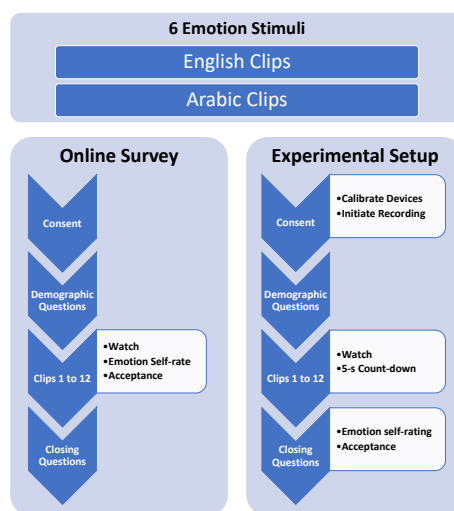 6 Emotion Stimuli
English Clips
Arabic Clips
Online Survey
Consent
Demographic
Questions
Clips 1 to 12
•Watch
•Emotion Self-rate
•Acceptance
Closing
Questions
Experimental Setup
Consent
•Calibrate Devices
•Initiate Recording
Demographic
Questions
Clips 1 to 12
•Watch
•5-s Count-down
Closing
Questions
•Emotion self-rating
•Acceptance